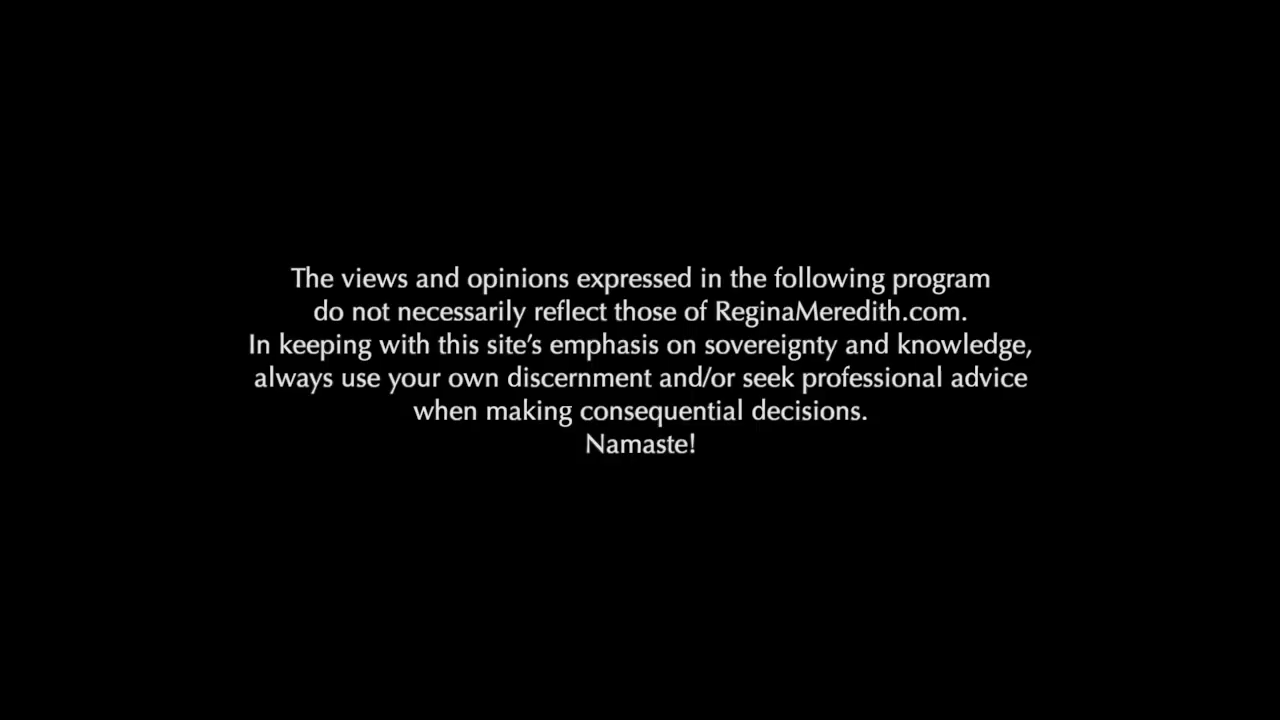 The views and opinions expressed in the following program
do not necessarily reflect those of ReginaMeredith.com.
In keeping with this site’s emphasis on sovereignty and knowledge,
always use your own discernment and/or seek professional advice
when making consequential decisions.
Namaste!